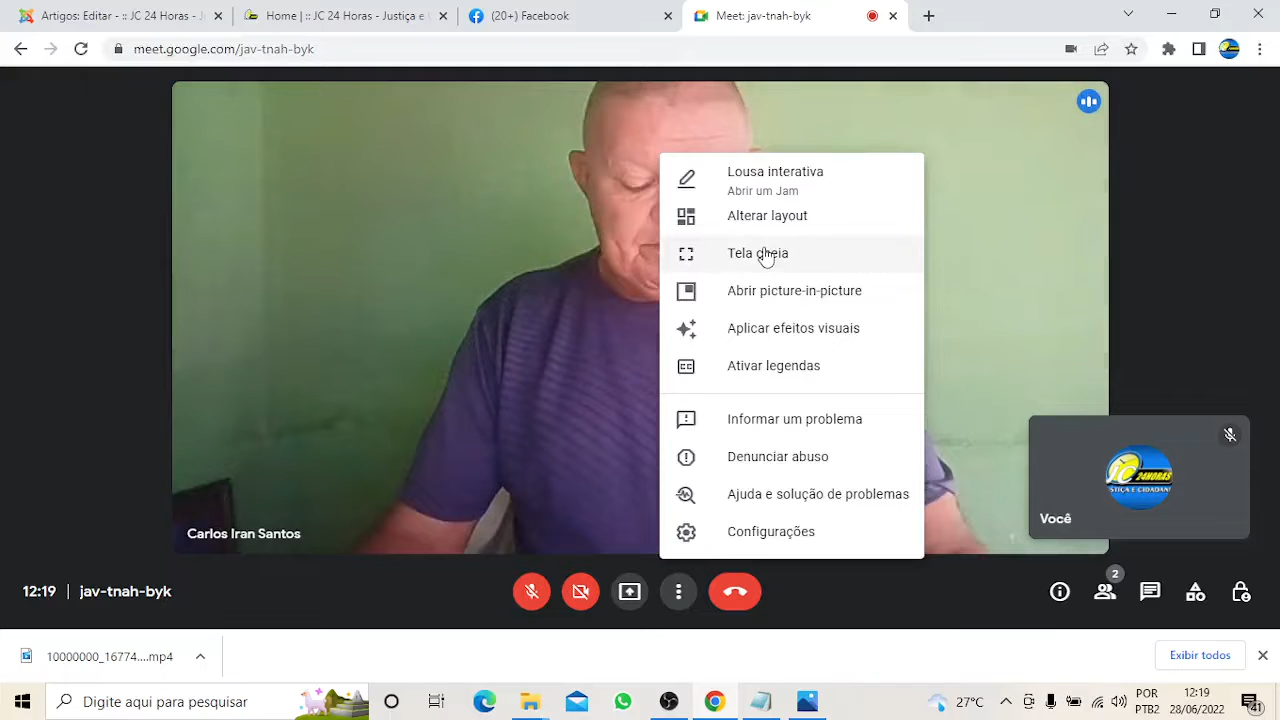 Artigos: Editar - :: JC 24 Horas - J
Home | :: JC 24 Horas - Justiça e C
(20+) Facebook
Meet: jav-tnah-byk
meet.google.com/jav-tnah-byk
Lousa interativa
Abrir um Jam
Alterar layout
Tela cheia
Abrir picture-in-picture
Aplicar efeitos visuais
Ativar legendas
Informar um problema
Denunciar abuso
Ajuda e solução de problemas
Configurações
Carlos Iran Santos
24HORAS
Você
12:19 | jav-tnah-byk
2
10000000_16774....mp4
Exibir todos
Digite aqui para pesquisar
27°C
POR
PTB2
12:19
28/06/2022
41